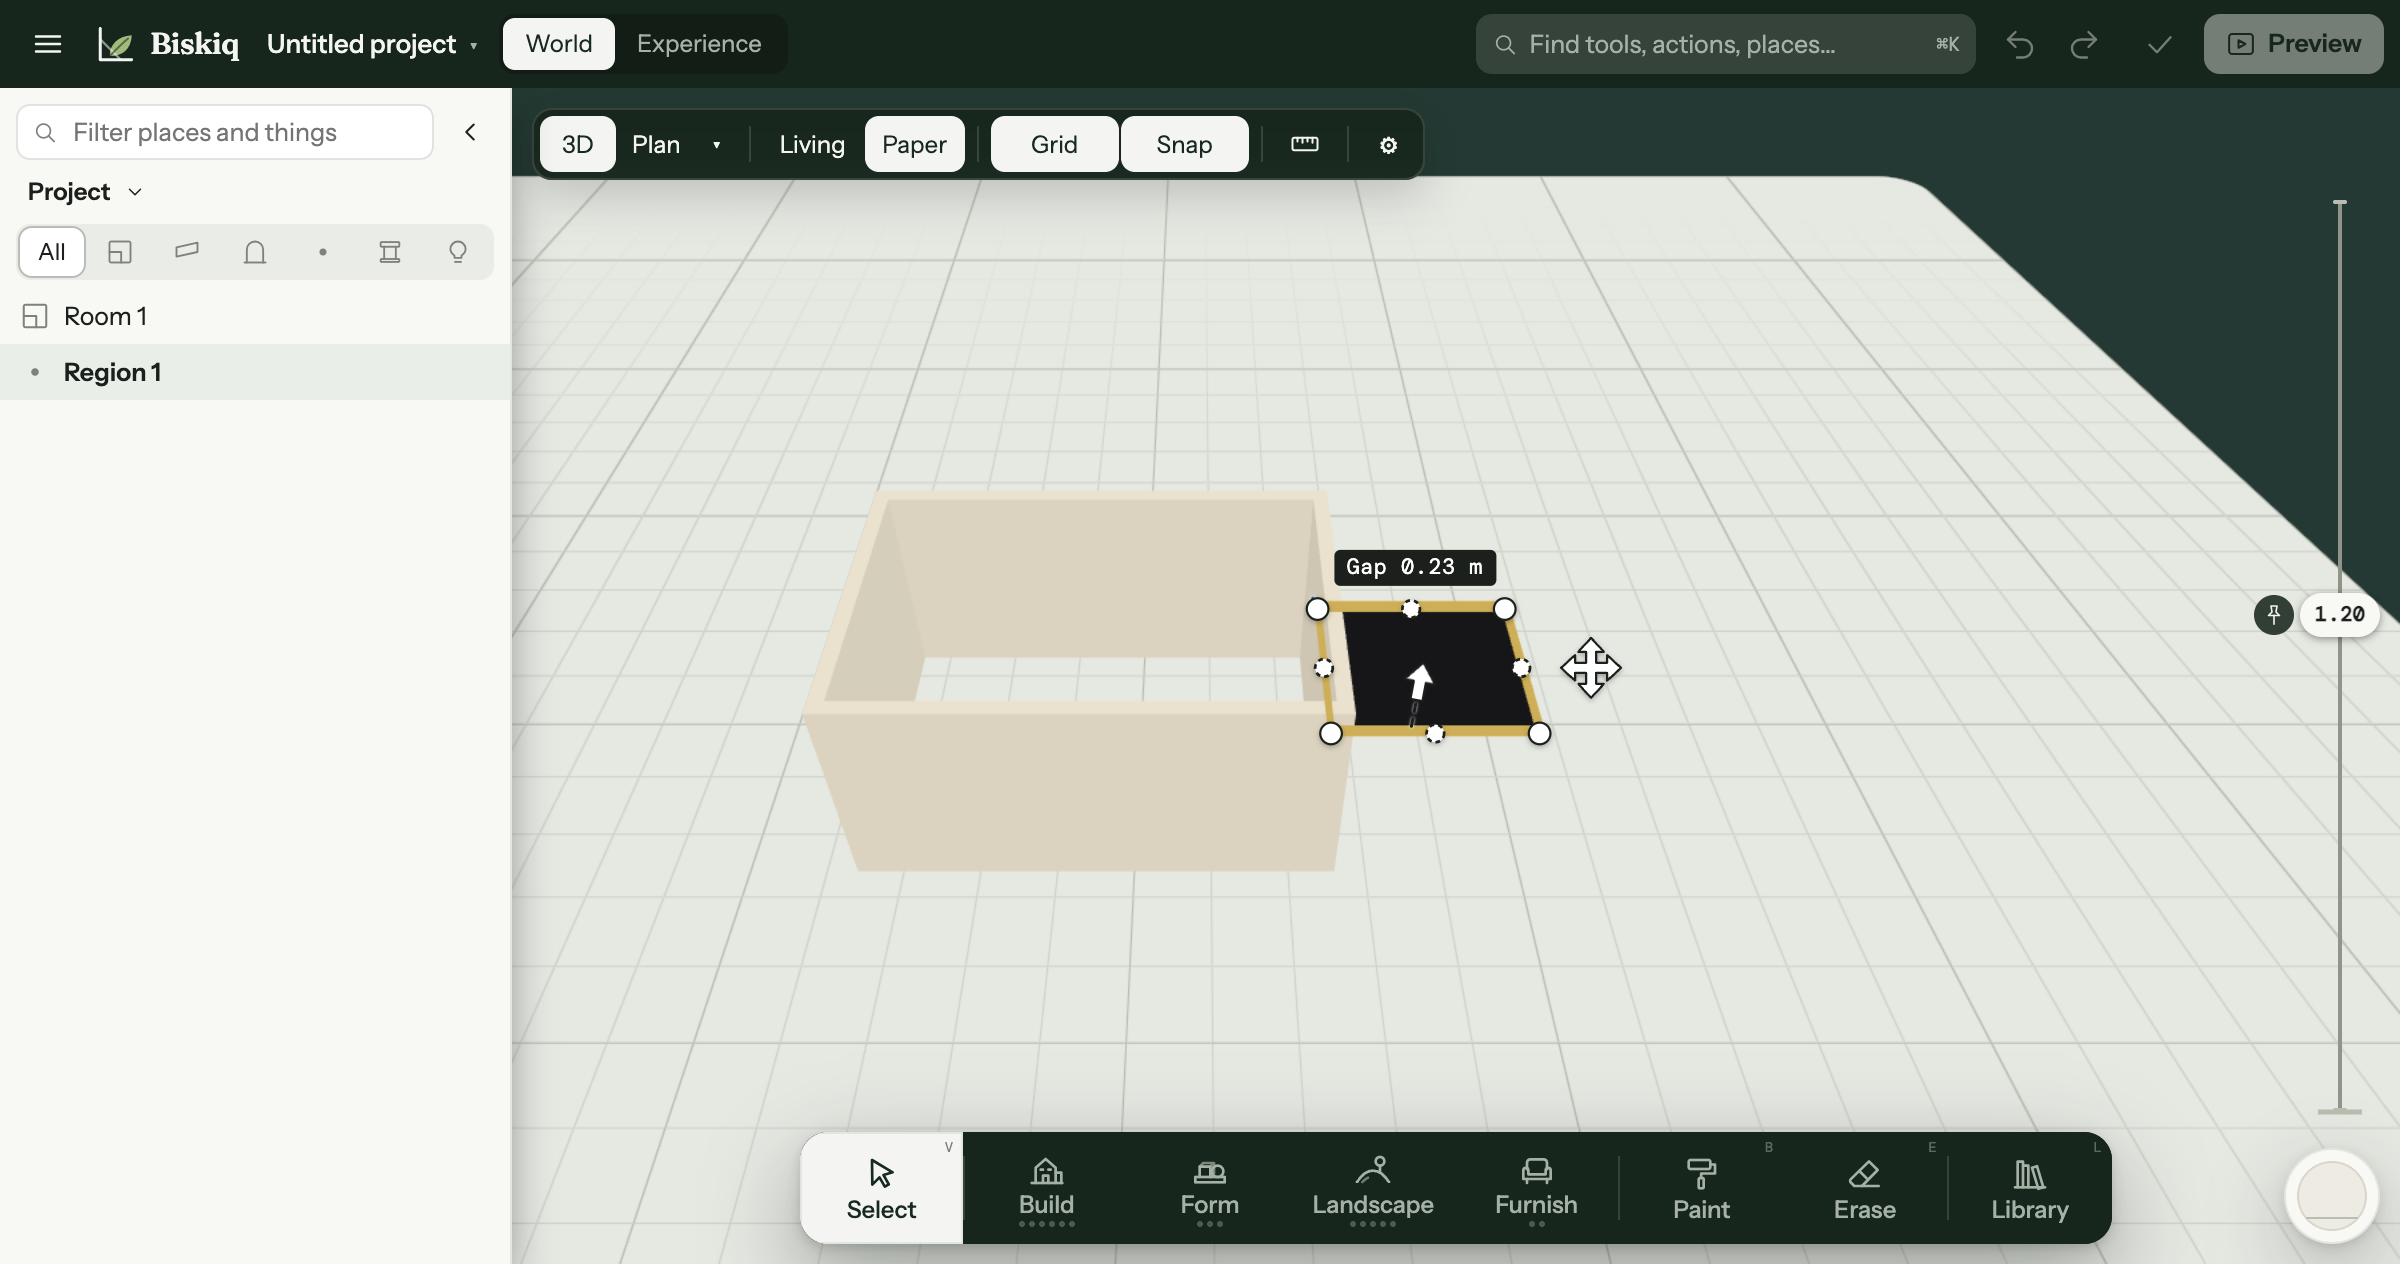 Biskiq
Untitled project
World
Experience
Find tools, actions, places...
⌘K
Preview
Filter places and things
3D
Plan
Living
Paper
Grid
Snap
Project
All
Room 1
Region 1
Gap 0.23 m
1.20
Select
V
Build
Form
Landscape
Furnish
Paint
B
Erase
E
Library
L